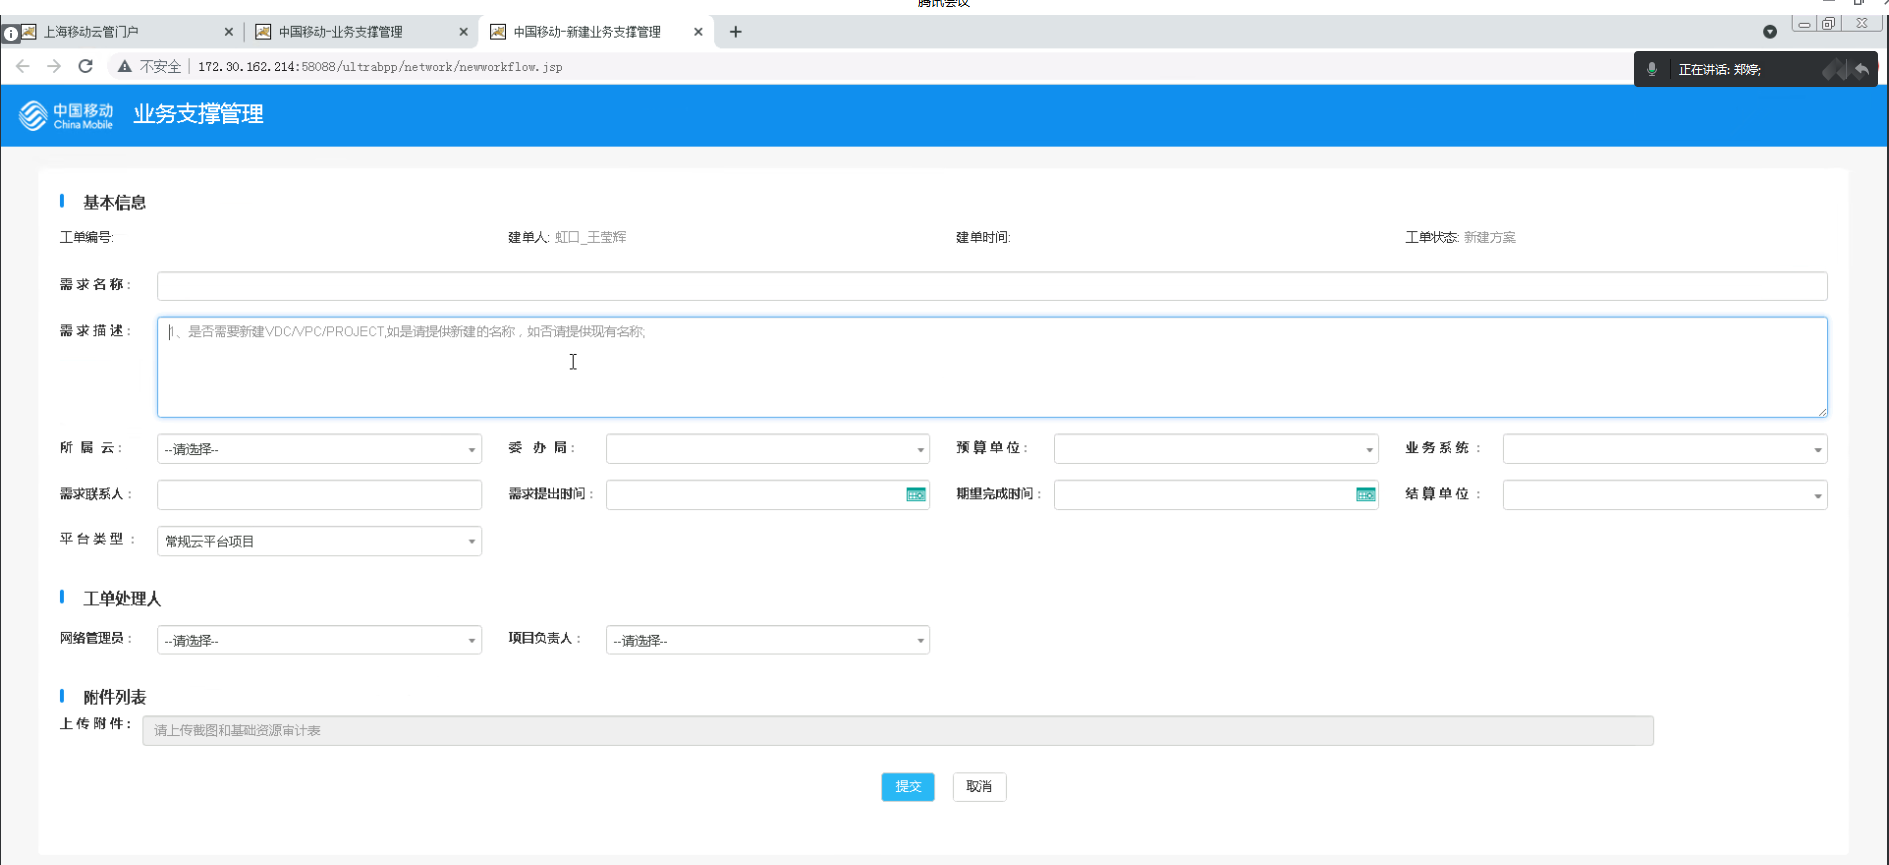 腾讯会议
上海移动云管门户
中国移动-业务支撑管理
中国移动-新建业务支撑管理
不安全 172.30.162.214:58088/ultrabpp/network/newworkflow.jsp
正在讲话: 郑婷;
中国移动
China Mobile
业务支撑管理
基本信息
工单编号:
建单人: 虹口_王莹辉
建单时间:
工单状态: 新建方案
需求名称:
需求描述:
1、是否需要新建VDC/VPC/PROJECT,如是请提供新建的名称，如否请提供现有名称;
所属云: --请选择--
委办局:
预算单位:
业务系统:
需求联系人:
需求提出时间:
期望完成时间:
结算单位:
平台类型: 常规云平台项目
工单处理人
网络管理员: --请选择--
项目负责人: --请选择--
附件列表
上传附件: 请上传截图和基础资源审计表
提交
取消